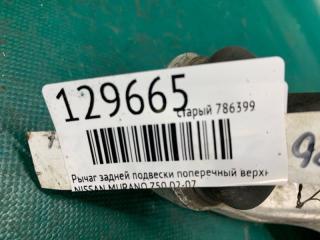 129665
старый 786399
Рычаг задней подвески поперечный верхн
NISSAN MURANO Z50 02-07